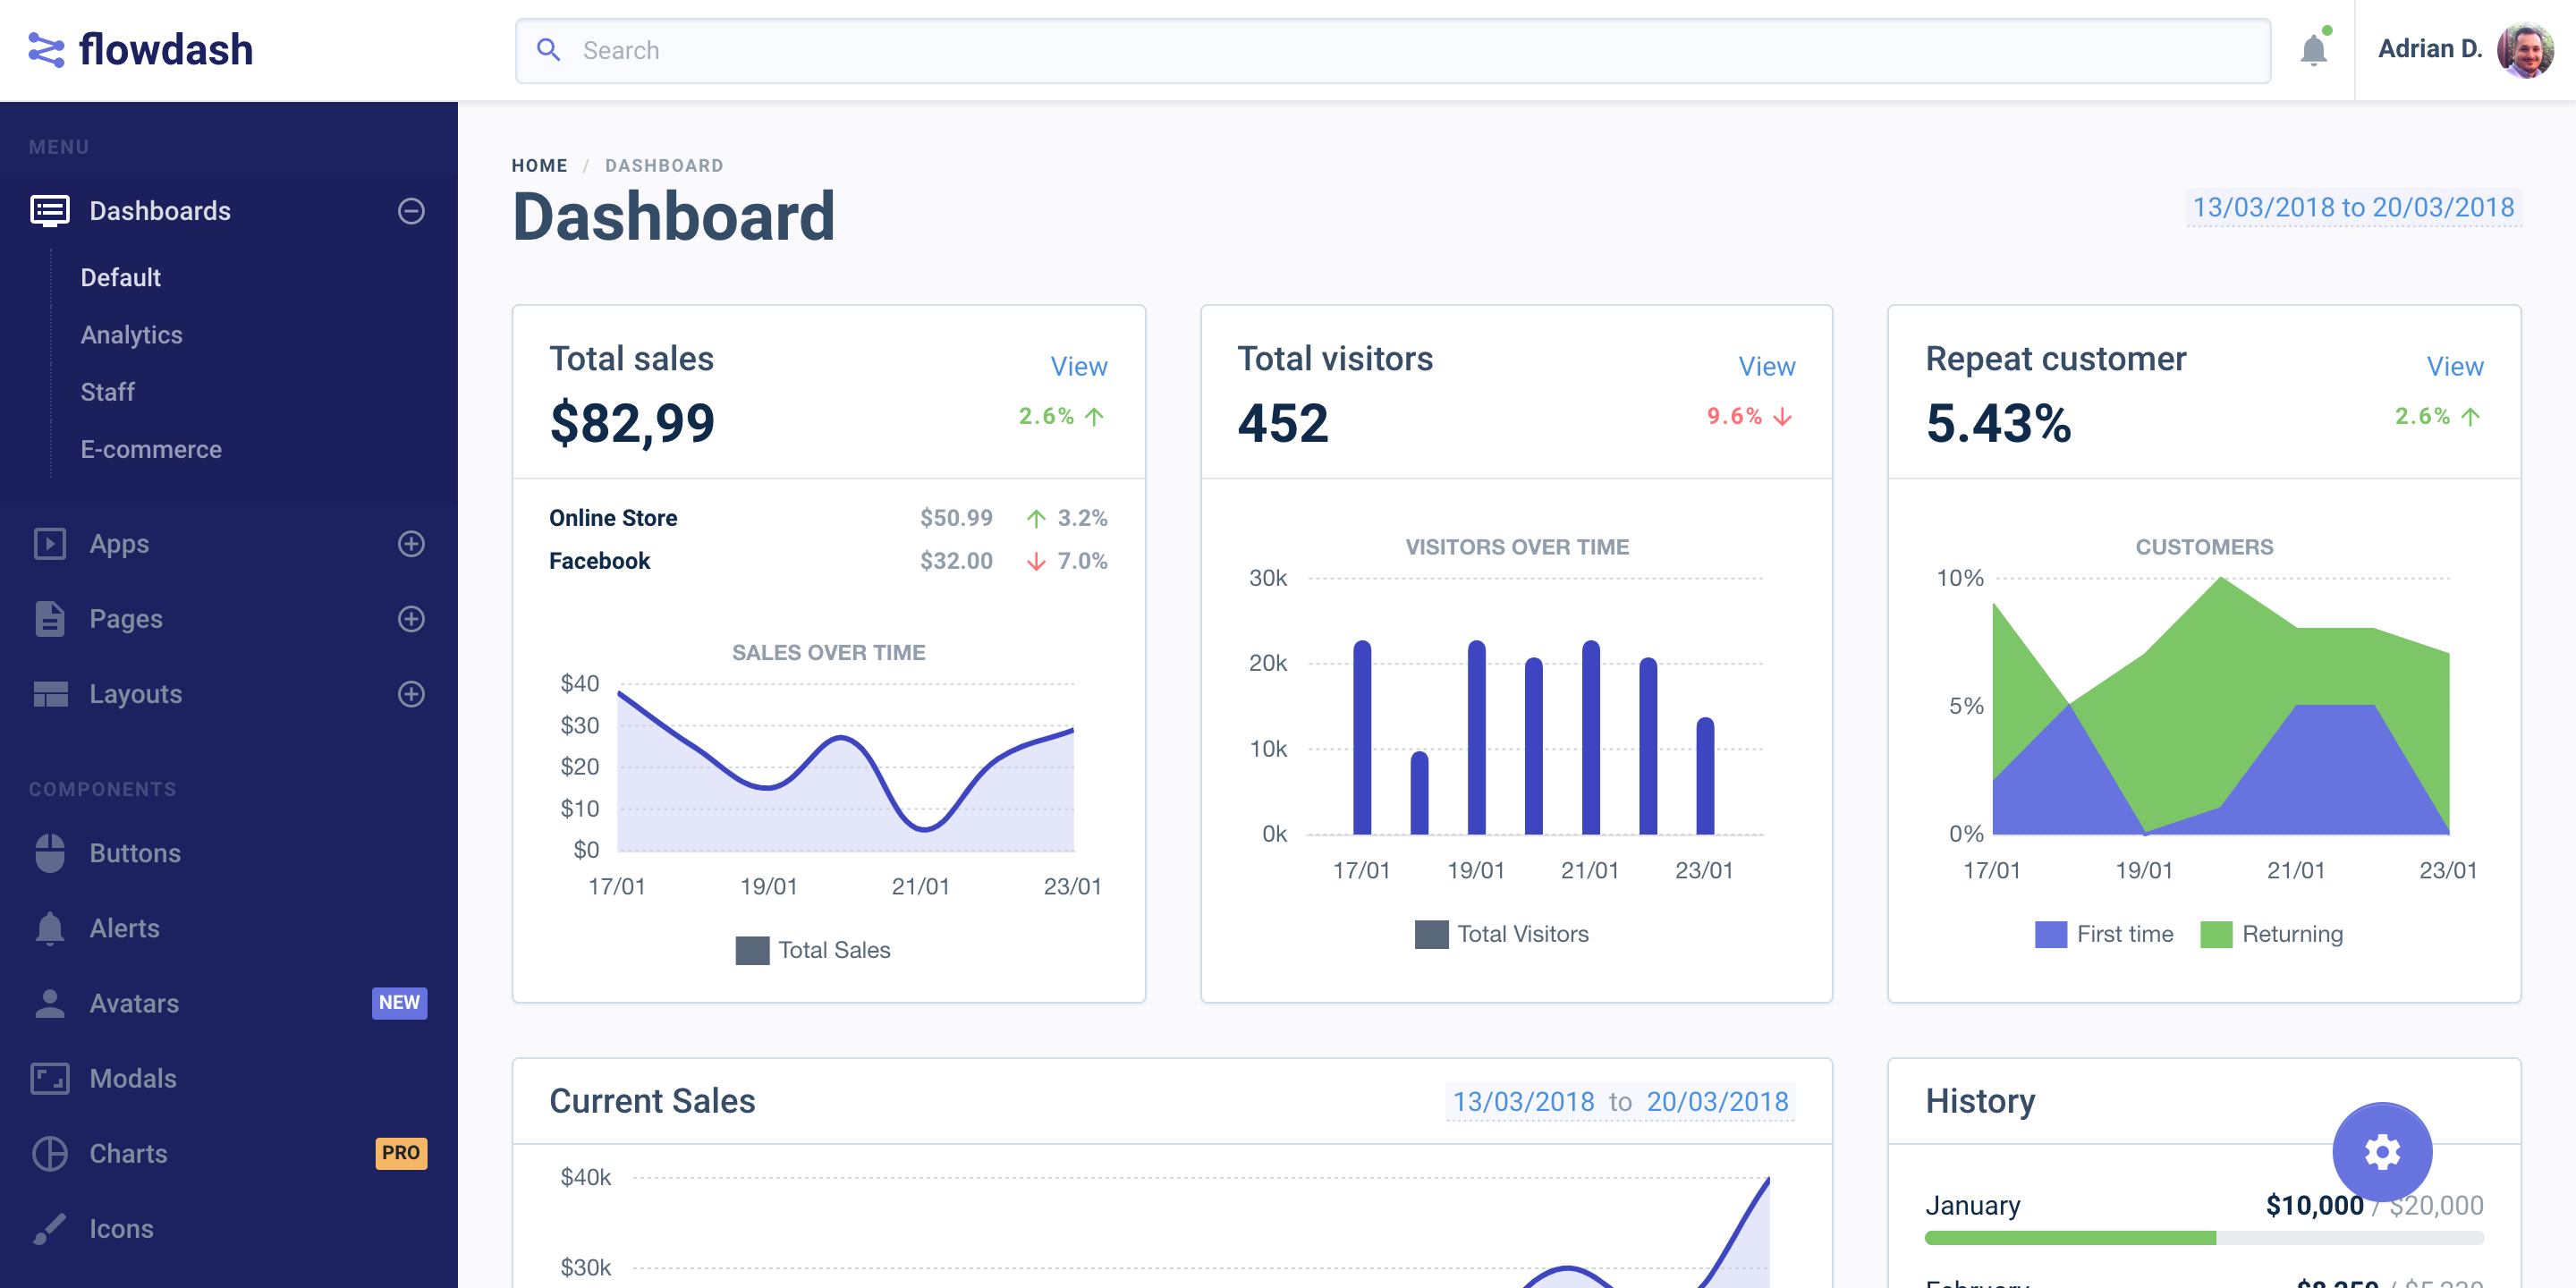 flowdash
Search
Adrian D.
MENU
Dashboards
Default
Analytics
Staff
E-commerce
Apps
Pages
Layouts
COMPONENTS
Buttons
Alerts
Avatars NEW
Modals
Charts PRO
Icons
HOME / DASHBOARD
Dashboard
13/03/2018 to 20/03/2018
Total sales View
$82,99 2.6%
Online Store $50.99 3.2%
Facebook $32.00 7.0%
SALES OVER TIME
$40
$30
$20
$10
$0
17/01 19/01 21/01 23/01
Total Sales
Total visitors View
452 9.6%
VISITORS OVER TIME
30k
20k
10k
0k
17/01 19/01 21/01 23/01
Total Visitors
Repeat customer View
5.43% 2.6%
CUSTOMERS
10%
5%
0%
17/01 19/01 21/01 23/01
First time Returning
Current Sales 13/03/2018 to 20/03/2018
$40k
$30k
History
January $10,000 / $20,000
February